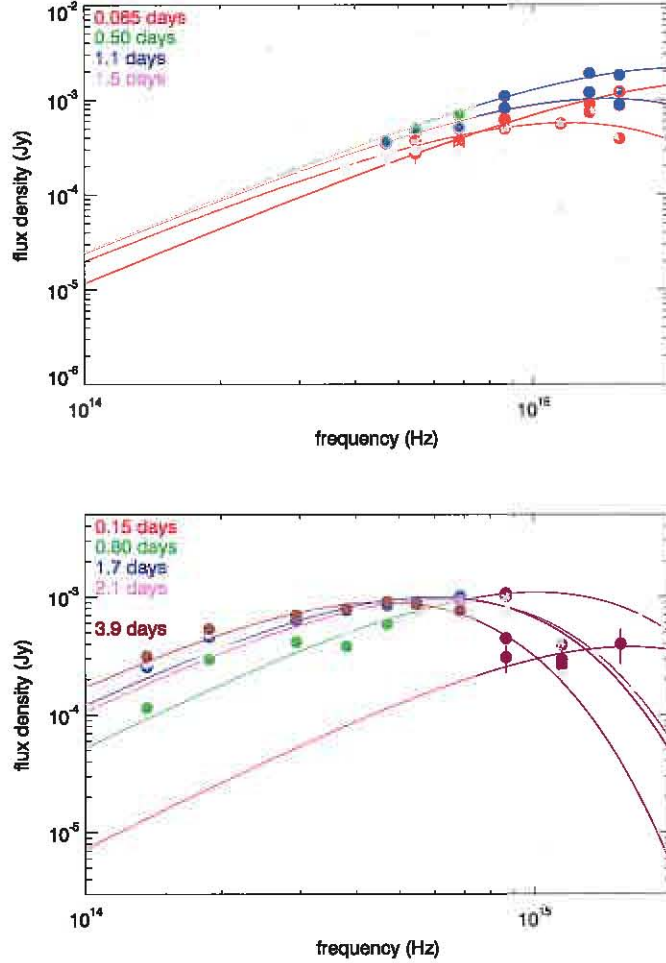 0.085 days
0.50 days
1.1 days
1.5 days
flux density (Jy)
10⁻²
10⁻³
10⁻⁴
10⁻⁵
10⁻⁶
10¹⁴
frequency (Hz)
0.15 days
0.80 days
1.7 days
2.1 days
3.9 days
flux density (Jy)
10⁻³
10⁻⁴
10⁻⁵
10¹⁴
10¹⁵
frequency (Hz)